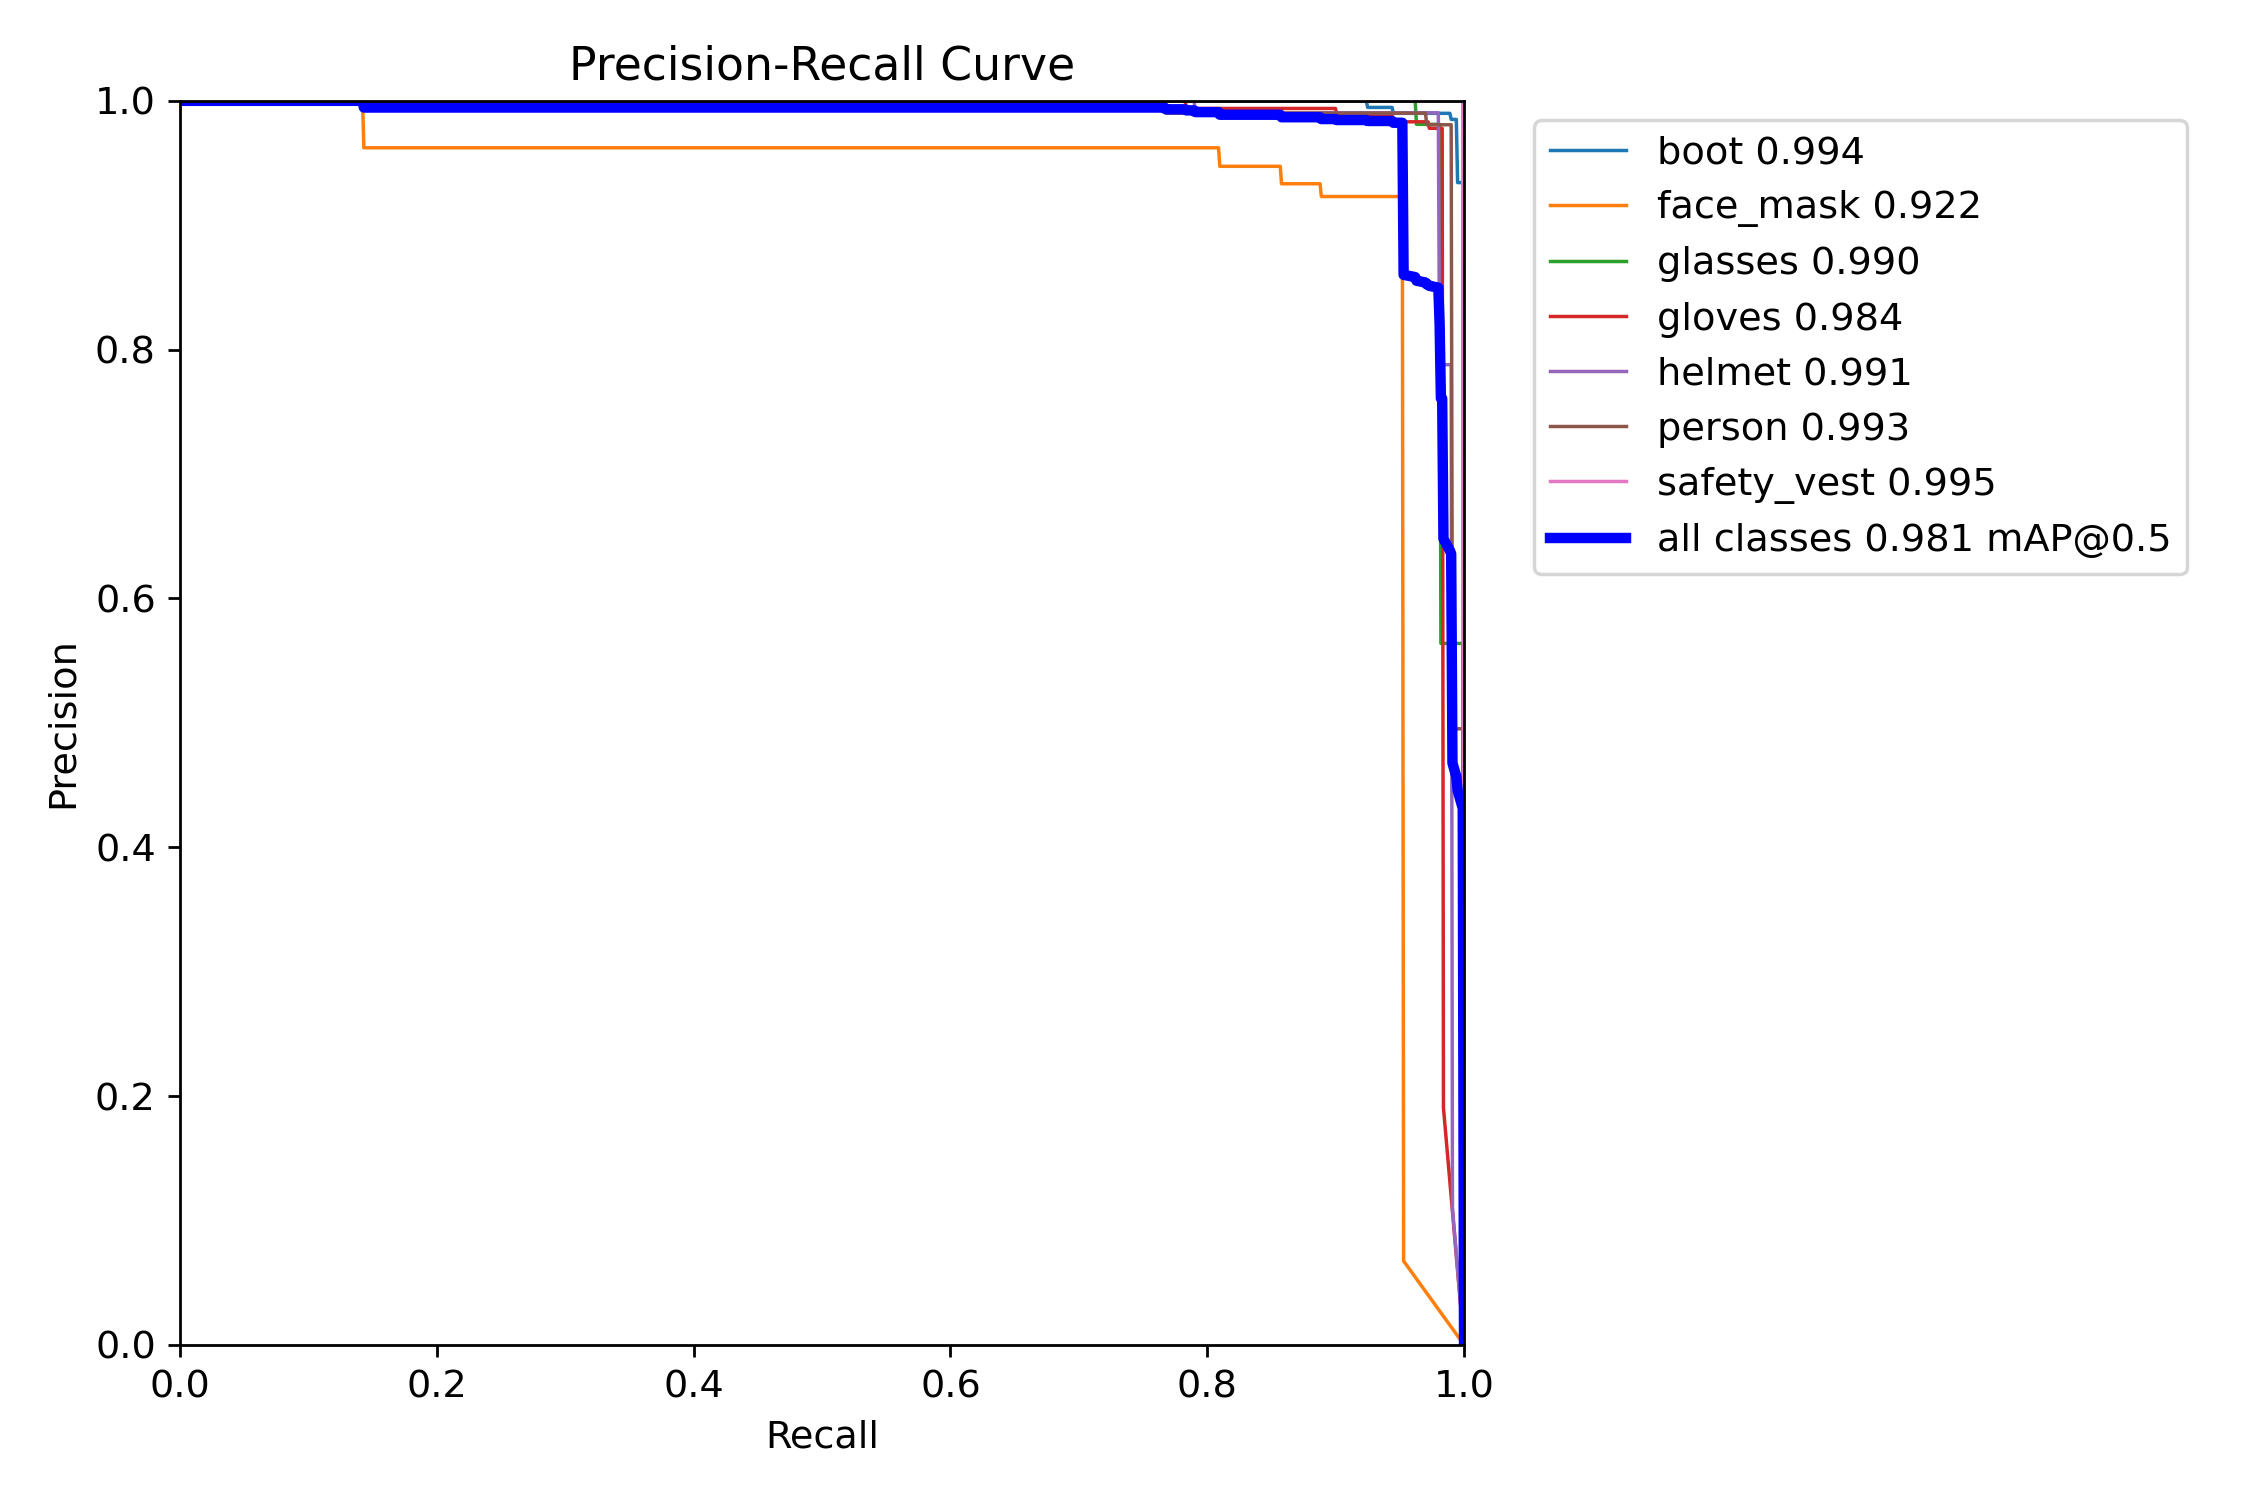 Precision-Recall Curve
1.0
0.8
0.6
0.4
0.2
0.0
Precision
0.0 0.2 0.4 0.6 0.8 1.0
Recall
boot 0.994
face_mask 0.922
glasses 0.990
gloves 0.984
helmet 0.991
person 0.993
safety_vest 0.995
all classes 0.981 mAP@0.5